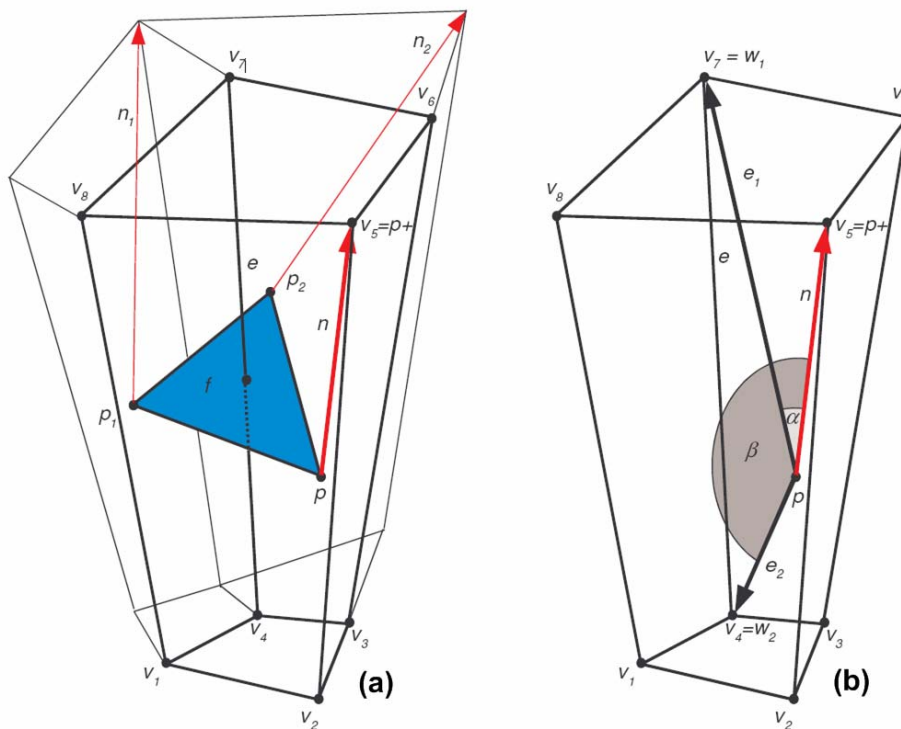 n₂
v₇
v₇ = w₁
n₁
v₆
v
e₁
v₈
v₈
v₅=p+
v₅=p+
e
e
p₂
n
n
f
α
p₁
β
p
p
e₂
v₄
v₃
v₄=w₂
v₃
v₁
(a)
v₁
(b)
v₂
v₂